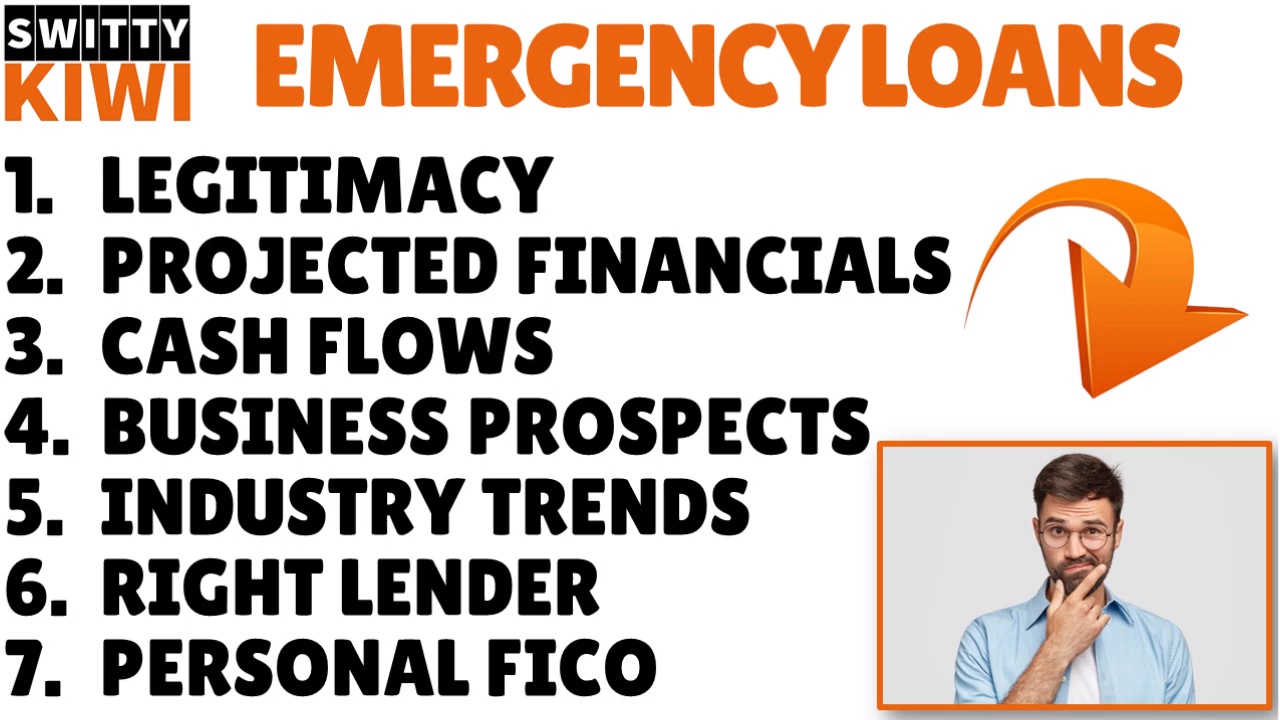 SWITTY
KIWI
EMERGENCY LOANS
1. LEGITIMACY
2. PROJECTED FINANCIALS
3. CASH FLOWS
4. BUSINESS PROSPECTS
5. INDUSTRY TRENDS
6. RIGHT LENDER
7. PERSONAL FICO